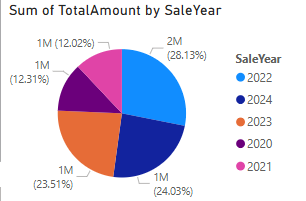 Sum of TotalAmount by SaleYear
1M (12.02%)
2M
(28.13%)
1M
(12.31%)
1M
(23.51%)
1M
(24.03%)
SaleYear
2022
2024
2023
2020
2021